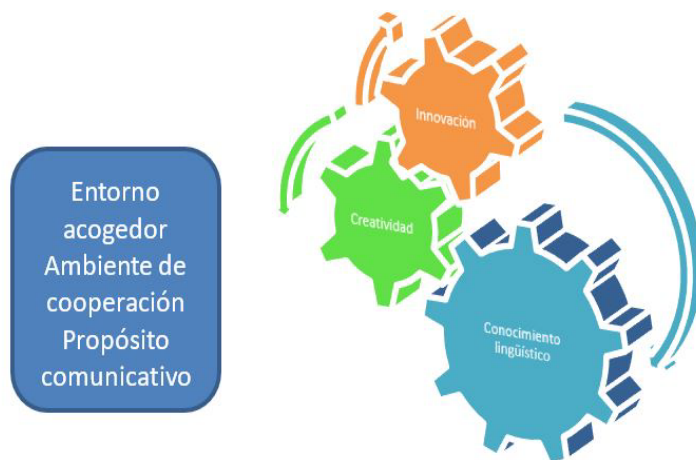 Innovación
Creatividad
Entorno
acogedor
Ambiente de
cooperación
Propósito
comunicativo
Conocimiento
lingüístico